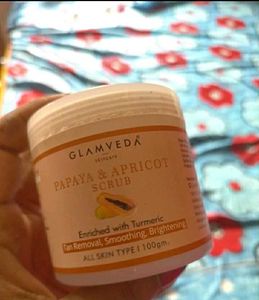 GLAMVEDA
skincare
PAPAYA & APRICOT
SCRUB
Enriched with Turmeric
Tan Removal, Smoothing, Brightening
ALL SKIN TYPE | 100gm.